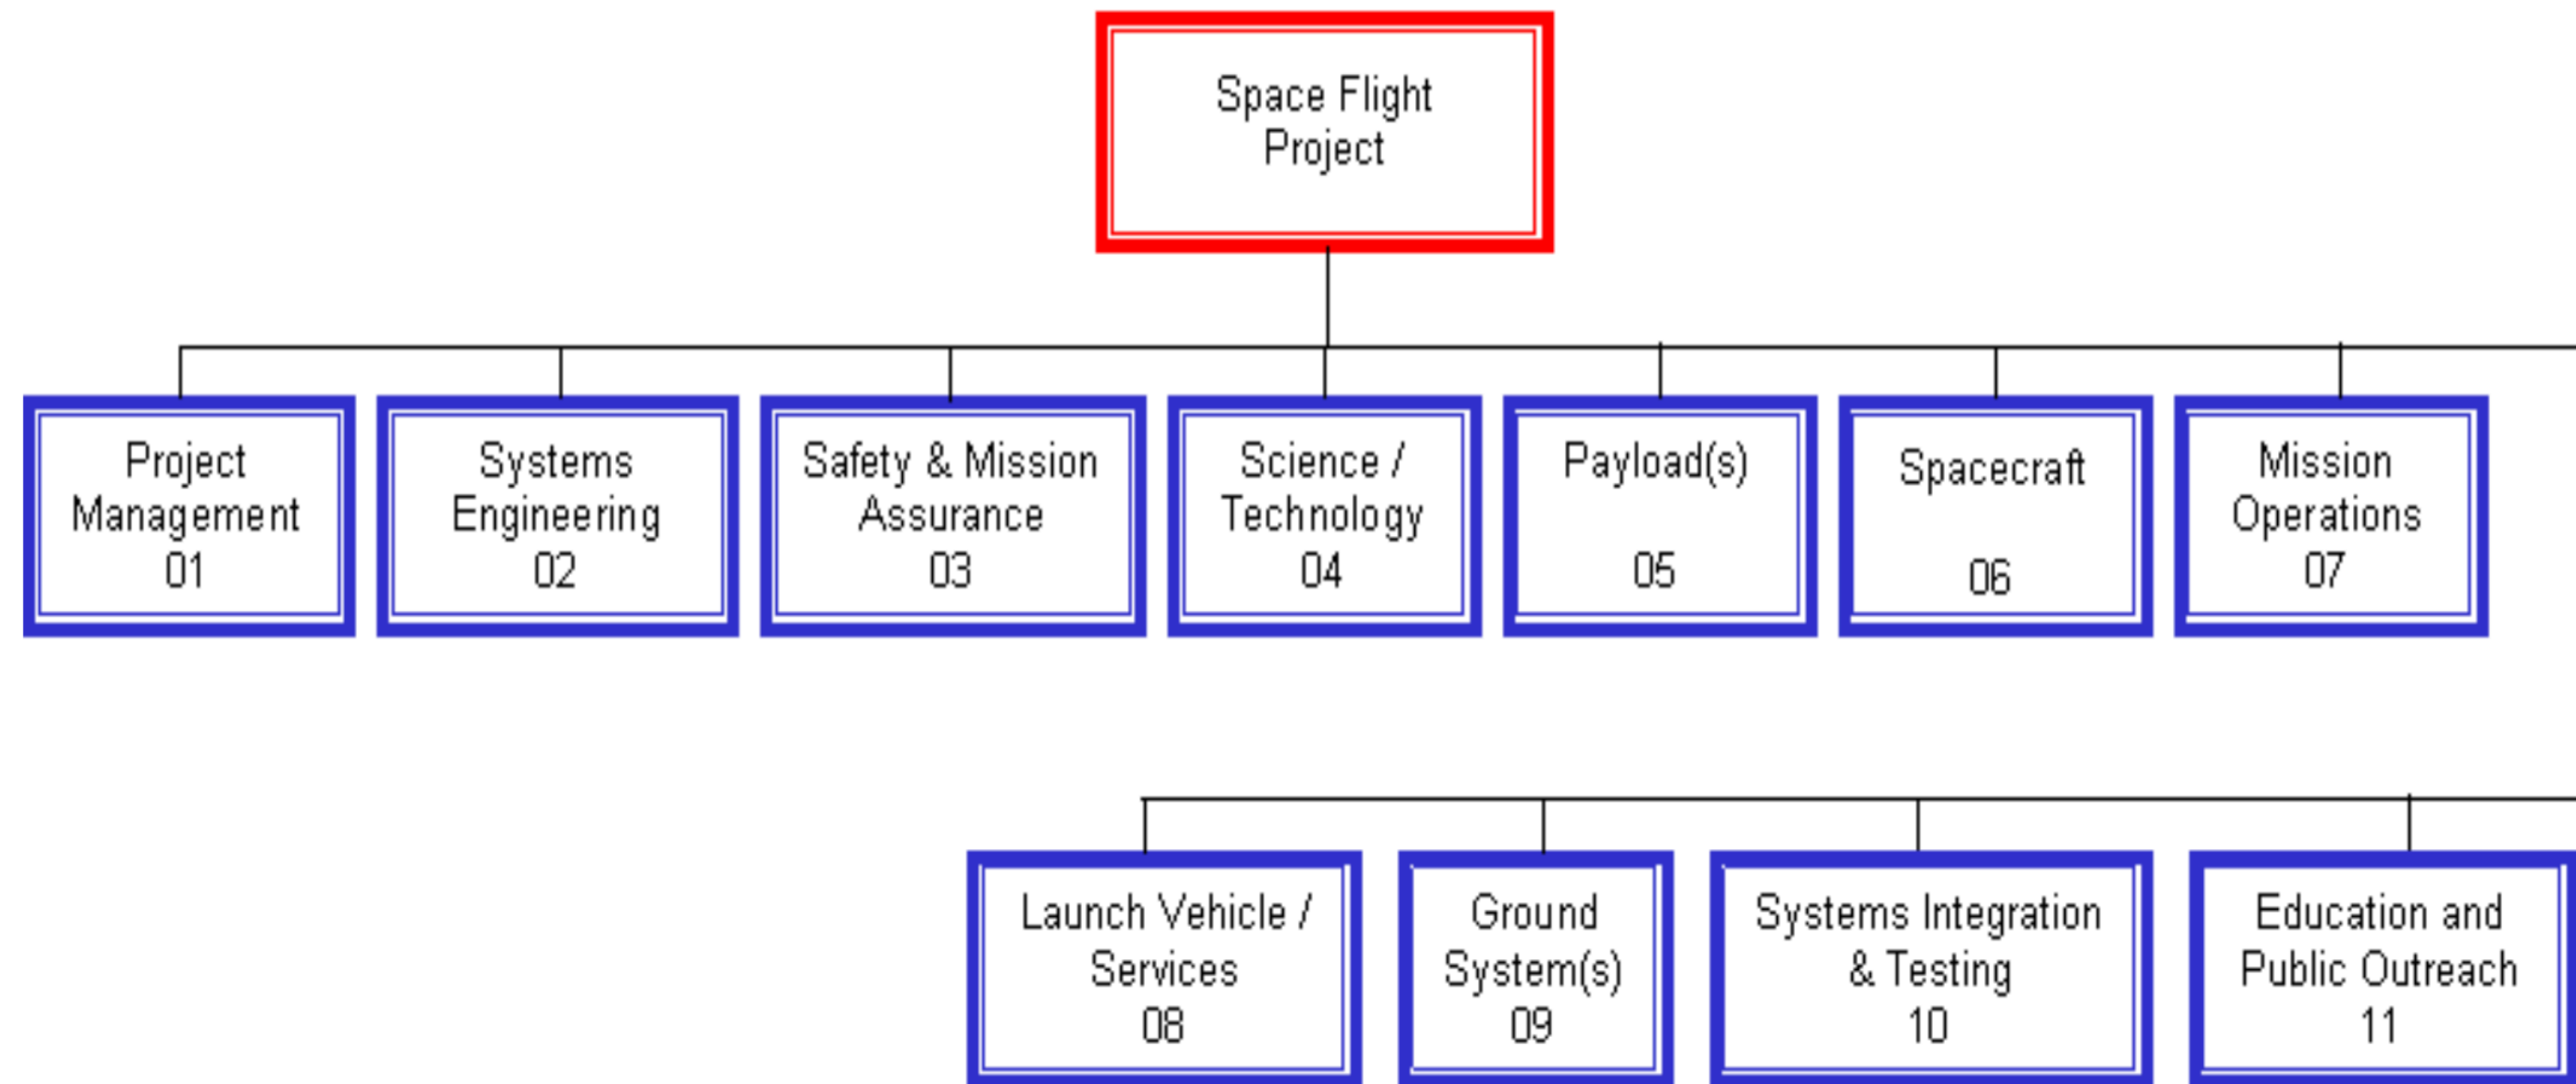 Space Flight
Project
Project
Management
01
Systems
Engineering
02
Safety & Mission
Assurance
03
Science /
Technology
04
Payload(s)
05
Spacecraft
06
Mission
Operations
07
Launch Vehicle /
Services
08
Ground
System(s)
09
Systems Integration
& Testing
10
Education and
Public Outreach
11